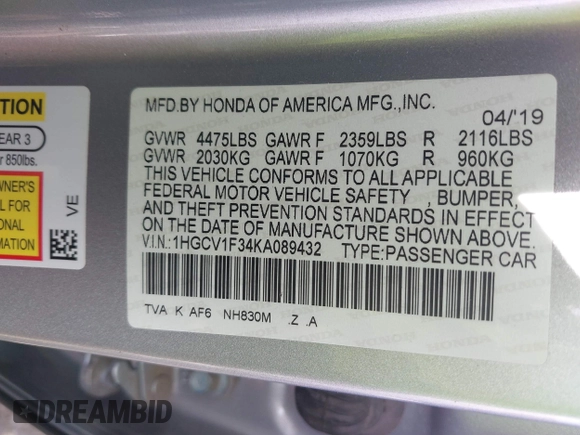 TION
EAR 3
r 850lbs.
WNER'S
L FOR
ONAL
MATION
VE
MFD.BY HONDA OF AMERICA MFG.,INC.
04/'19
GVWR 4475LBS GAWR F 2359LBS R 2116LBS
GVWR 2030KG GAWR F 1070KG R 960KG
THIS VEHICLE CONFORMS TO ALL APPLICABLE
FEDERAL MOTOR VEHICLE SAFETY , BUMPER,
AND THEFT PREVENTION STANDARDS IN EFFECT
ON THE DATE OF MANUFACTURE SHOWN ABOVE.
V.I.N.:1HGCV1F34KA089432 TYPE:PASSENGER CAR
TVA K AF6 NH830M .Z .A
DREAMBID